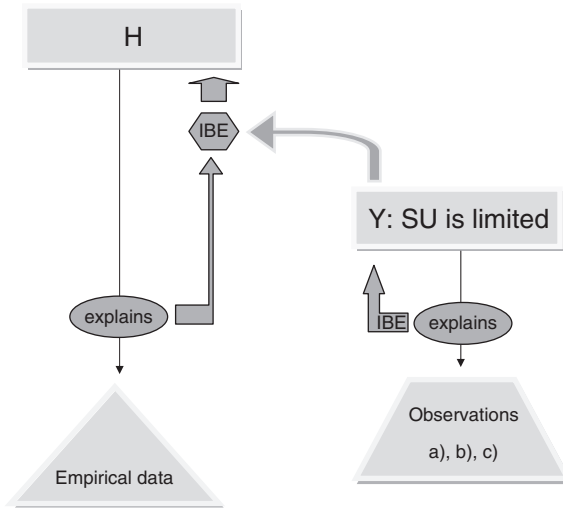 H
IBE
Y: SU is limited
explains
IBE
explains
Observations
a), b), c)
Empirical data